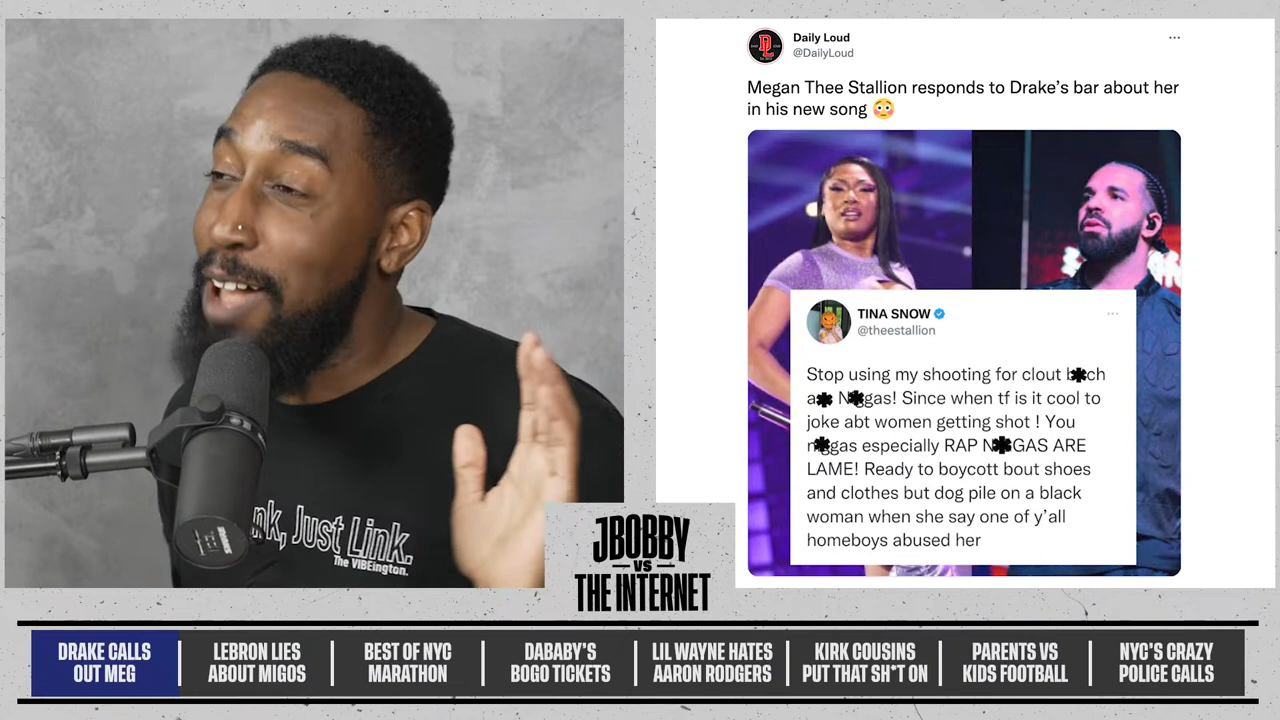 Daily Loud
@DailyLoud
Megan Thee Stallion responds to Drake's bar about her
in his new song
TINA SNOW
@theestallion
Stop using my shooting for clout b*ch
a* N*gas! Since when tf is it cool to
joke abt women getting shot ! You
n*gas especially RAP N*GAS ARE
LAME! Ready to boycott bout shoes
and clothes but dog pile on a black
woman when she say one of y'all
homeboys abused her
nk, Just Link.
The VIBEington.
JBOBBY
VS
THE INTERNET
DRAKE CALLS
OUT MEG
LEBRON LIES
ABOUT MIGOS
BEST OF NYC
MARATHON
DABABY'S
BOGO TICKETS
LIL WAYNE HATES
AARON RODGERS
KIRK COUSINS
PUT THAT SH*T ON
PARENTS VS
KIDS FOOTBALL
NYC'S CRAZY
POLICE CALLS